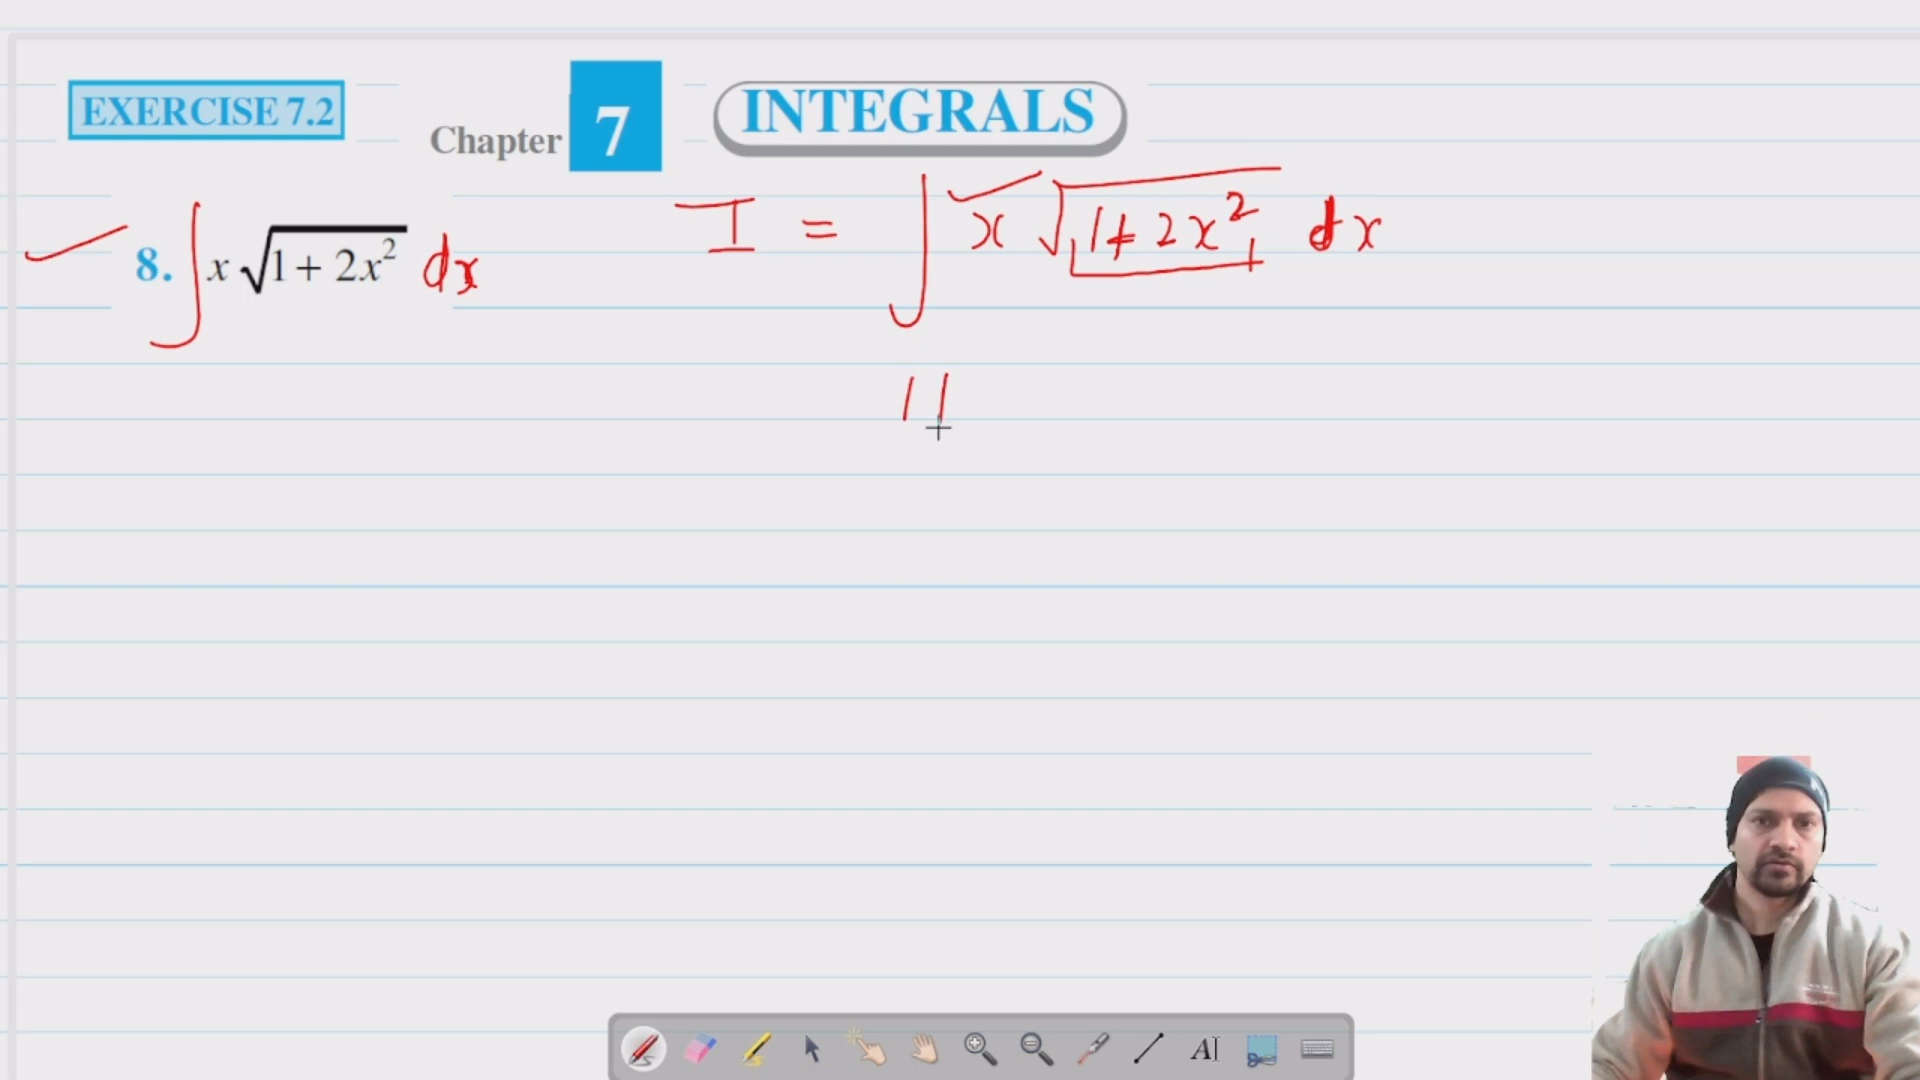 EXERCISE 7.2
Chapter 7
INTEGRALS
8. ∫ x √(1 + 2x²) dx
I = ∫ x √(1 + 2x²) dx